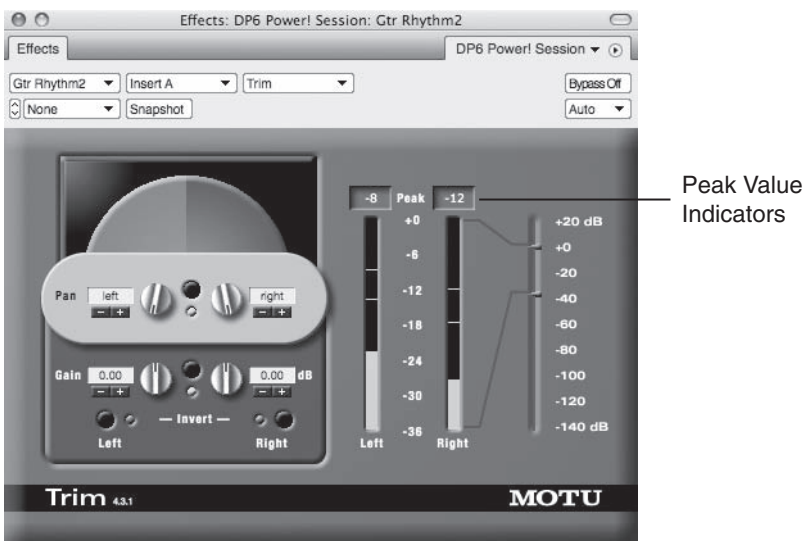 Effects: DP6 Power! Session: Gtr Rhythm2
Effects
DP6 Power! Session
Gtr Rhythm2
Insert A
Trim
Bypass Off
None
Snapshot
Auto
-8 Peak -12
+0
-6
-12
-18
-24
-30
-36
Left
Right
+20 dB
+0
-20
-40
-60
-80
-100
-120
-140 dB
Peak Value
Indicators
Pan left right
- + - +
Gain 0.00 0.00 dB
- + - +
— Invert —
Left Right
Trim 4.3.1
MOTU